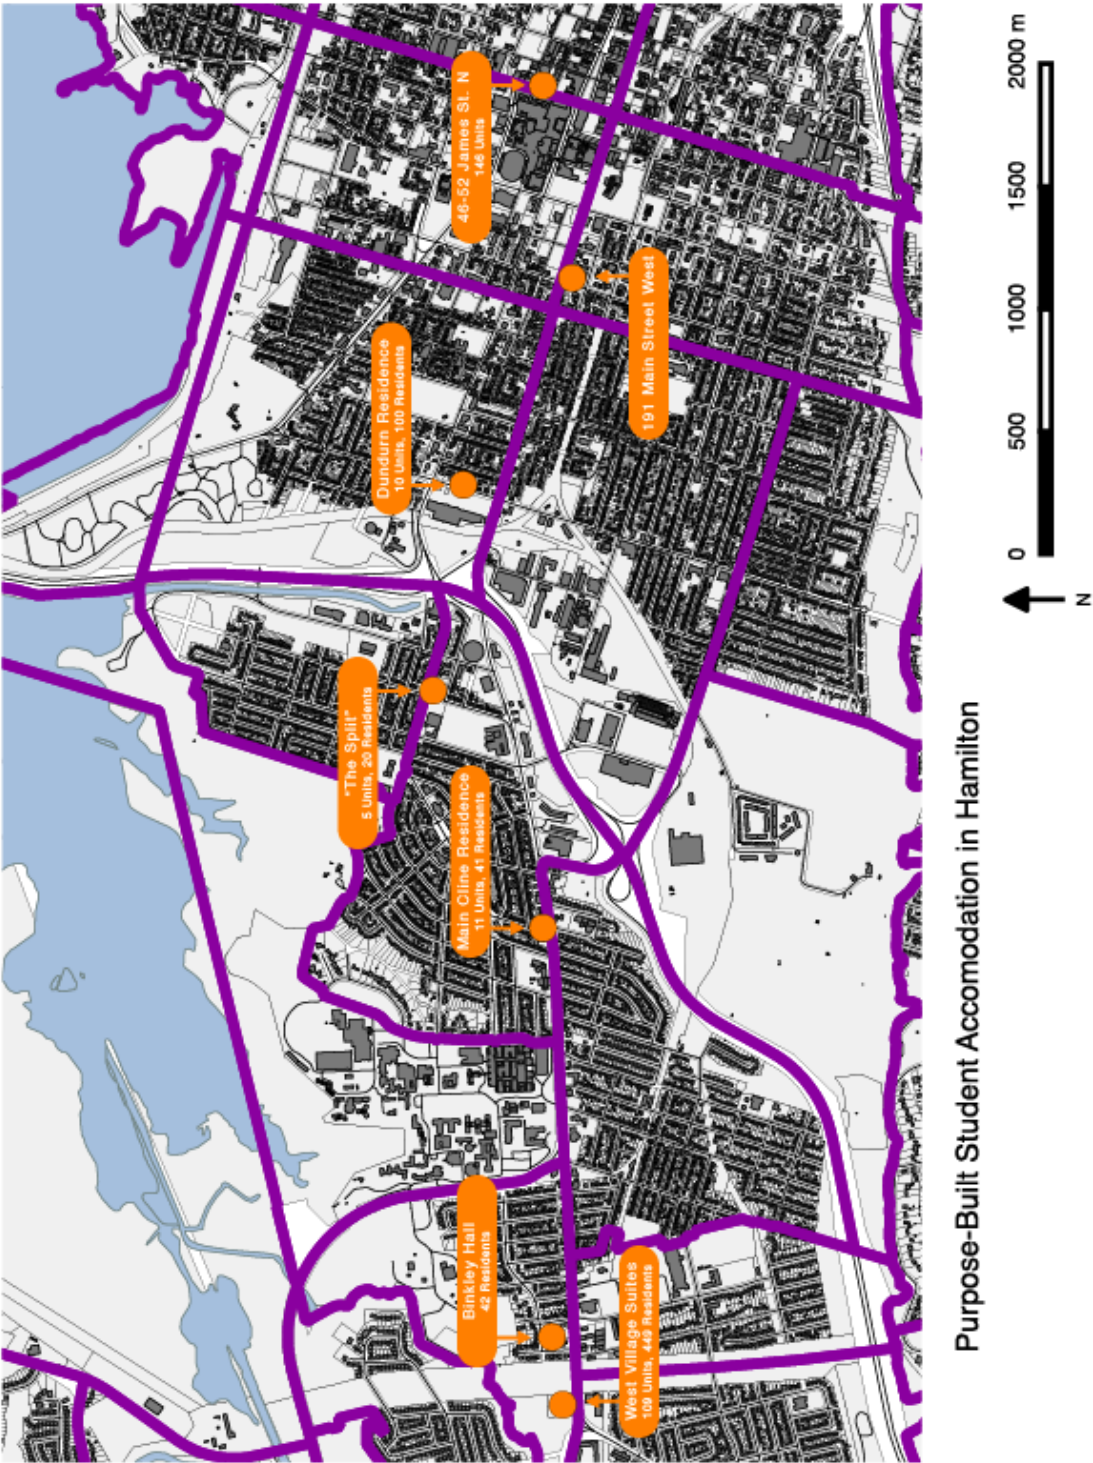 46-52 James St. N
146 Units
191 Main Street West
Dundurn Residence
10 Units, 100 Residents
"The Split"
5 Units, 20 Residents
Main Cline Residence
11 Units, 41 Residents
Binkley Hall
42 Residents
West Village Suites
109 Units, 449 Residents
Purpose-Built Student Accomodation in Hamilton
N
0 500 1000 1500 2000 m